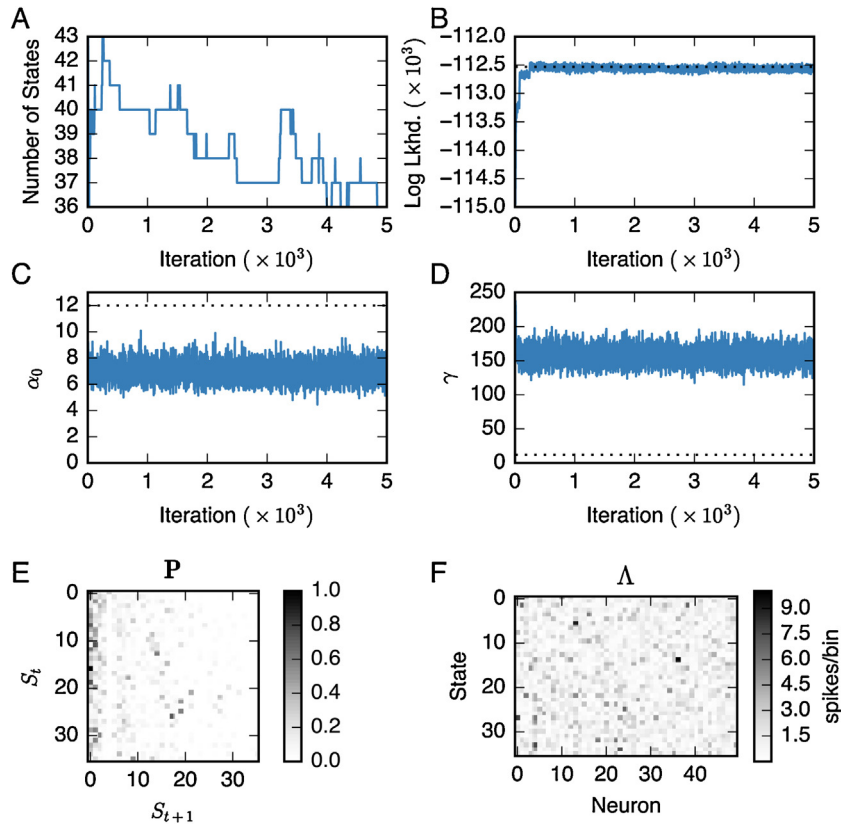 A
Number of States
43
42
41
40
39
38
37
36
0 1 2 3 4 5
Iteration ( × 10³)
B
Log Lkhd. ( × 10³)
−112.0
−112.5
−113.0
−113.5
−114.0
−114.5
−115.0
0 1 2 3 4 5
Iteration ( × 10³)
C
α₀
12
10
8
6
4
2
0
0 1 2 3 4 5
Iteration ( × 10³)
D
γ
250
200
150
100
50
0
0 1 2 3 4 5
Iteration ( × 10³)
E
P
Sₜ
0
10
20
30
0 10 20 30
Sₜ₊₁
1.0
0.8
0.6
0.4
0.2
0.0
F
Λ
State
0
10
20
30
0 10 20 30 40
Neuron
9.0
7.5
6.0
4.5
3.0
1.5
spikes/bin